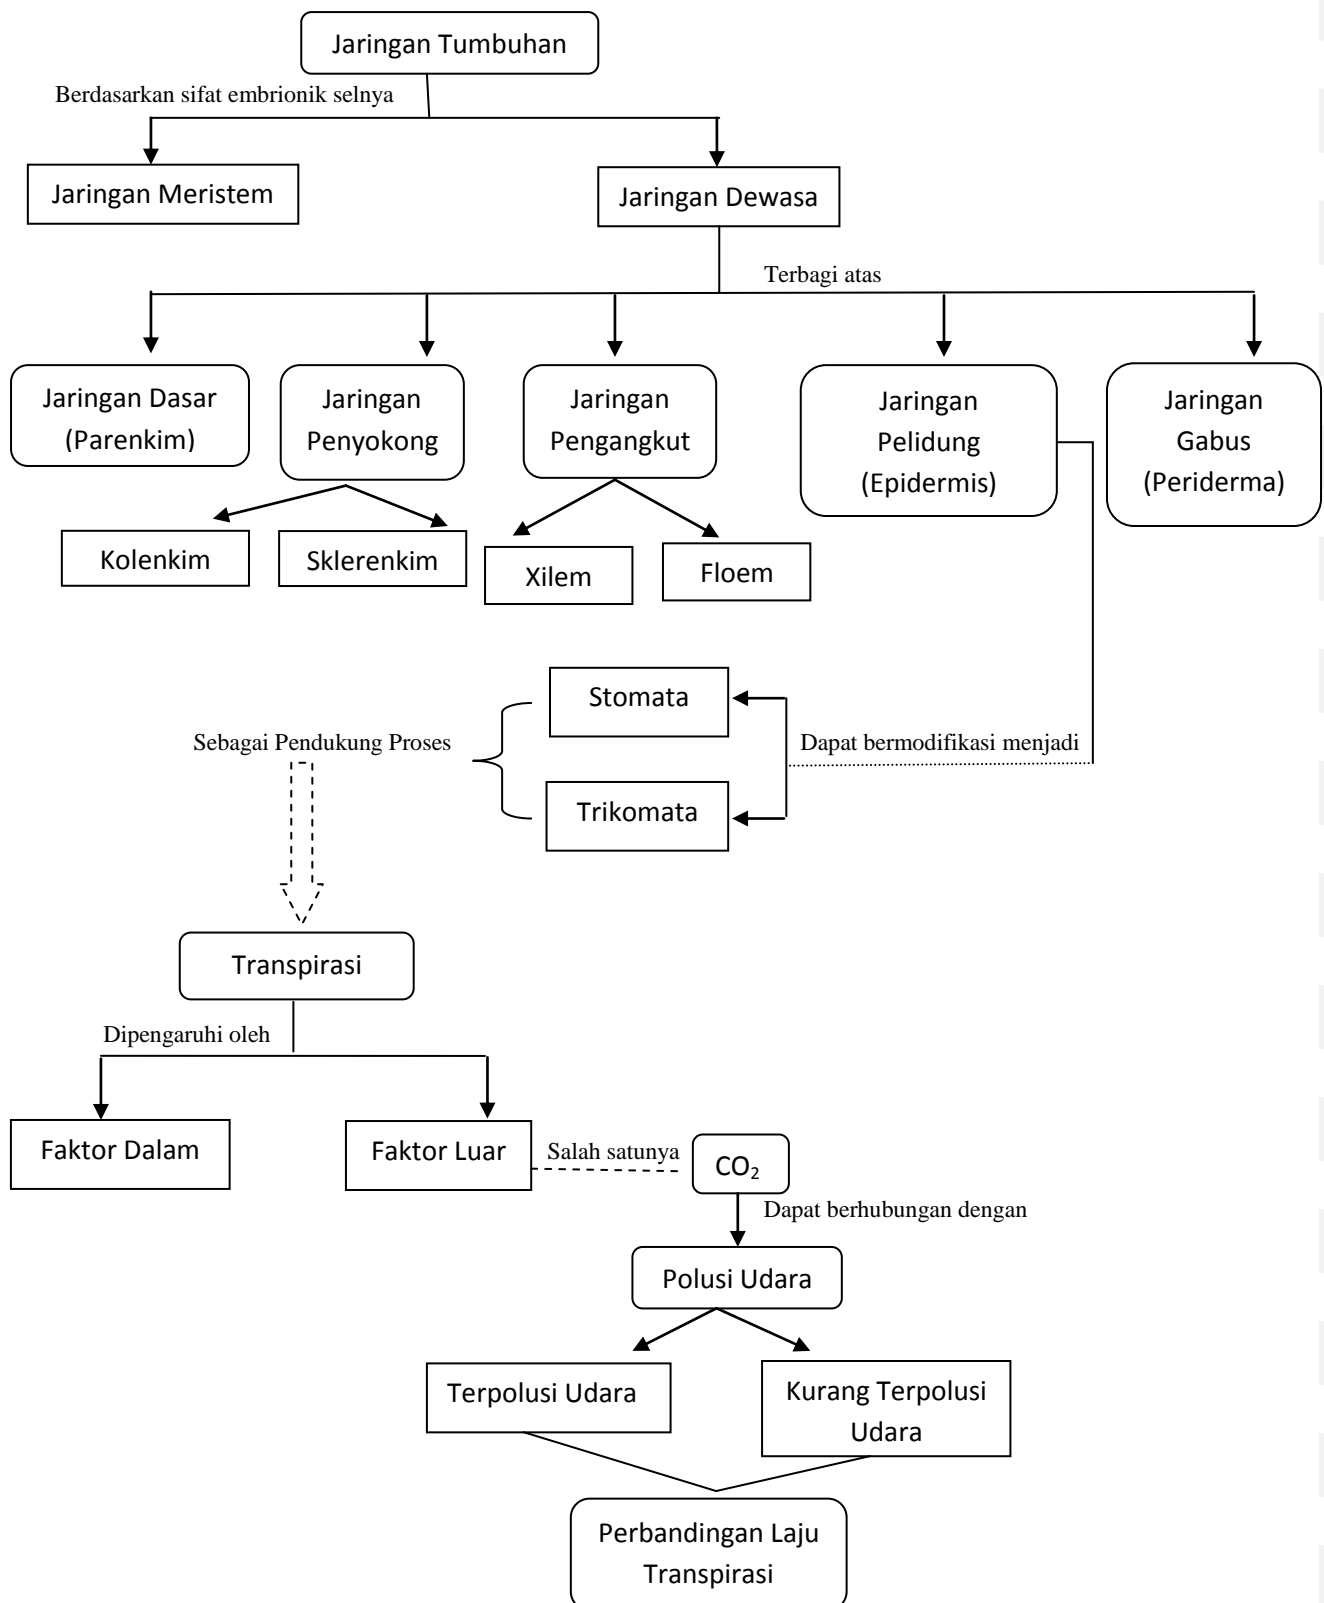 Jaringan Tumbuhan
Berdasarkan sifat embrionik selnya
Jaringan Meristem
Jaringan Dewasa
Terbagi atas
Jaringan Dasar
(Parenkim)
Jaringan
Penyokong
Jaringan
Pengangkut
Jaringan
Pelidung
(Epidermis)
Jaringan
Gabus
(Periderma)
Kolenkim
Sklerenkim
Xilem
Floem
Stomata
Sebagai Pendukung Proses
Dapat bermodifikasi menjadi
Trikomata
Transpirasi
Dipengaruhi oleh
Faktor Dalam
Faktor Luar
Salah satunya
CO₂
Dapat berhubungan dengan
Polusi Udara
Terpolusi Udara
Kurang Terpolusi
Udara
Perbandingan Laju
Transpirasi